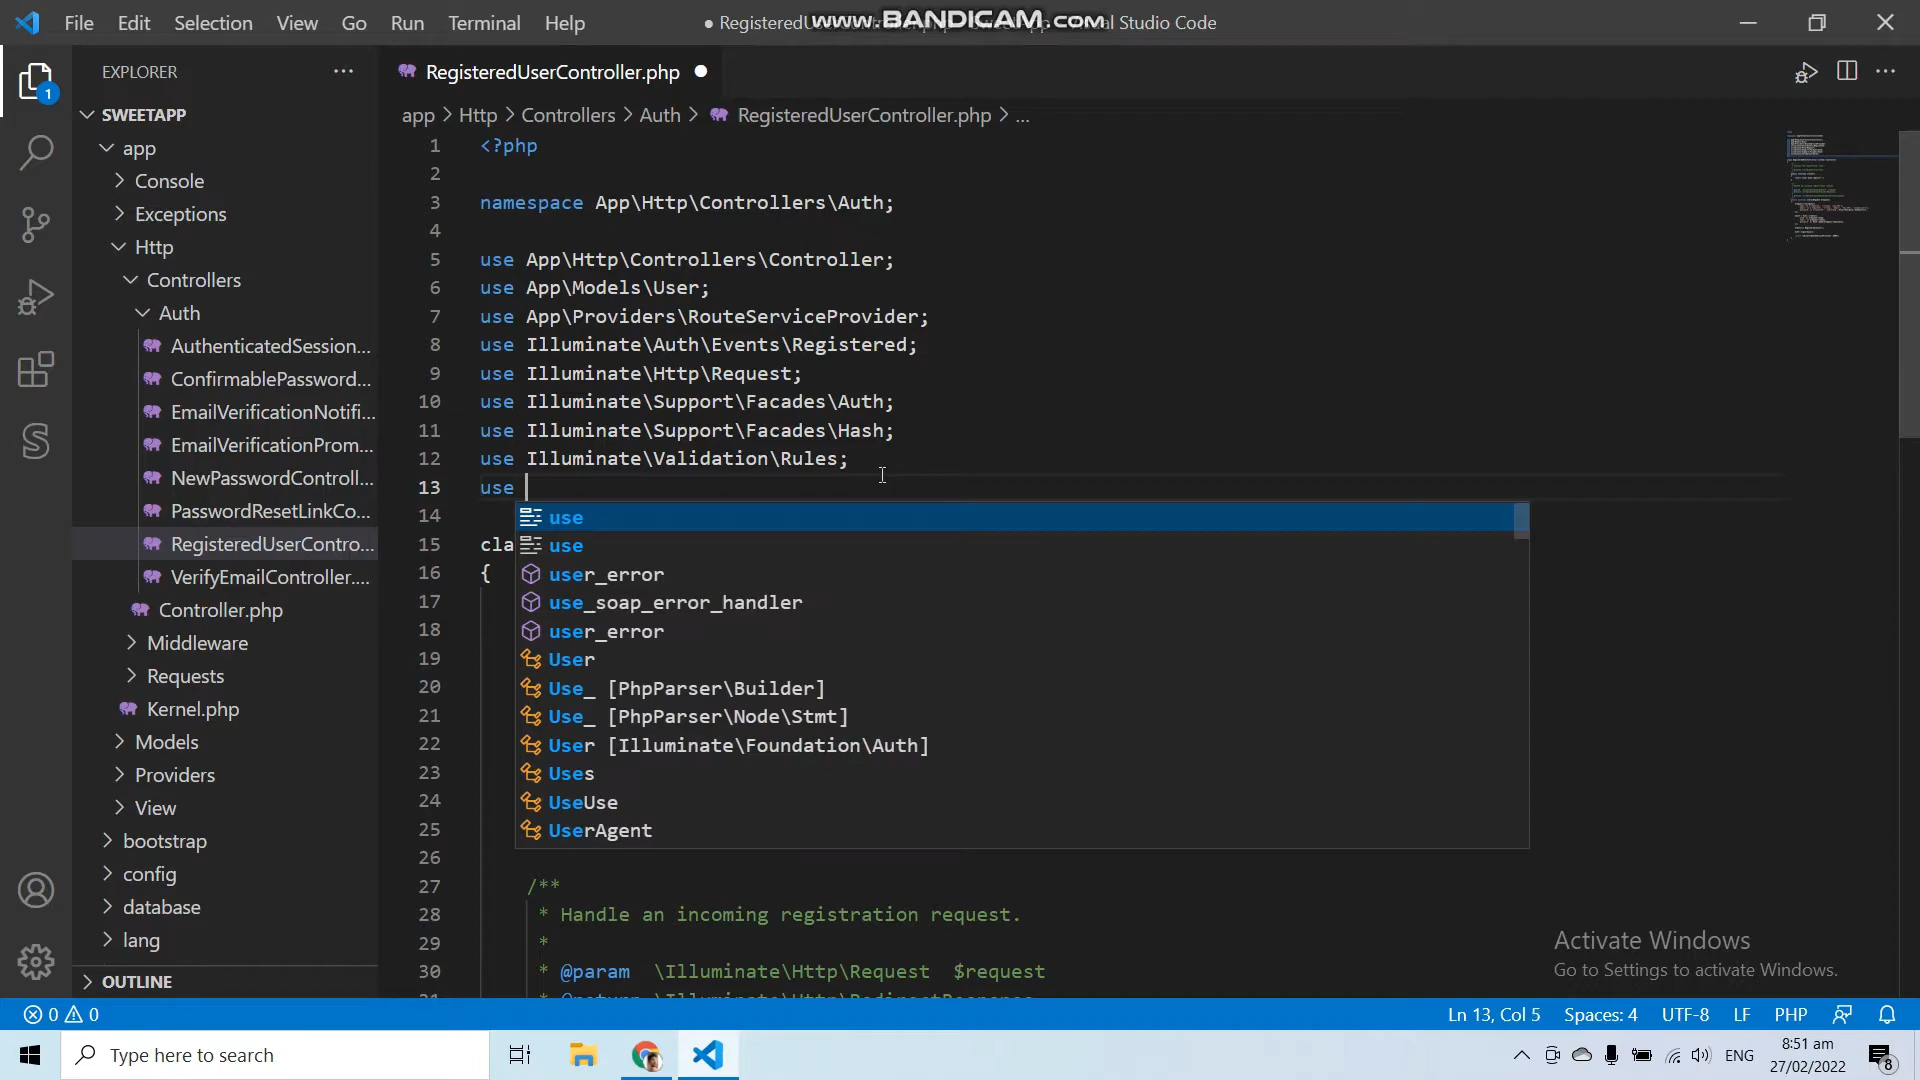 File Edit Selection View Go Run Terminal Help
www.BANDICAM.com
● Registered al Studio Code
EXPLORER ...
RegisteredUserController.php ●
SWEETAPP
app > Http > Controllers > Auth > RegisteredUserController.php > ...
app
Console
Exceptions
Http
Controllers
Auth
AuthenticatedSession...
ConfirmablePassword...
EmailVerificationNotifi...
EmailVerificationProm...
NewPasswordControll...
PasswordResetLinkCo...
RegisteredUserContro...
VerifyEmailController....
Controller.php
Middleware
Requests
Kernel.php
Models
Providers
View
bootstrap
config
database
lang
OUTLINE
1 <?php
2
3 namespace App\Http\Controllers\Auth;
4
5 use App\Http\Controllers\Controller;
6 use App\Models\User;
7 use App\Providers\RouteServiceProvider;
8 use Illuminate\Auth\Events\Registered;
9 use Illuminate\Http\Request;
10 use Illuminate\Support\Facades\Auth;
11 use Illuminate\Support\Facades\Hash;
12 use Illuminate\Validation\Rules;
13 use
14 use
15 cla use
16 { user_error
17 use_soap_error_handler
18 user_error
19 User
20 Use_ [PhpParser\Builder]
21 Use_ [PhpParser\Node\Stmt]
22 User [Illuminate\Foundation\Auth]
23 Uses
24 UseUse
25 UserAgent
26
27 /**
28 * Handle an incoming registration request.
29 *
30 * @param \Illuminate\Http\Request $request
Activate Windows
Go to Settings to activate Windows.
1
0 0
Ln 13, Col 5 Spaces: 4 UTF-8 LF PHP
Type here to search
ENG
8:51 am
27/02/2022
8